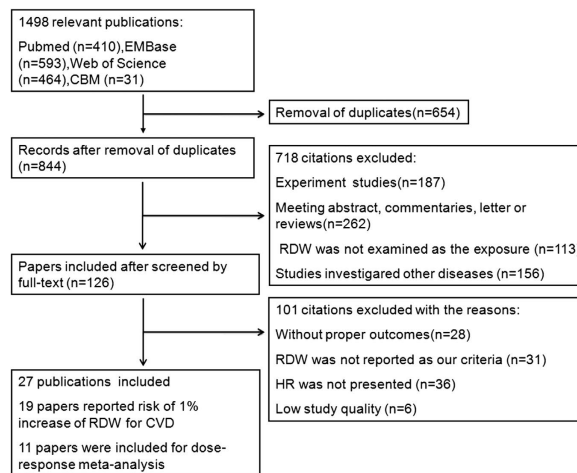 1498 relevant publications:
Pubmed (n=410),EMBase
(n=593),Web of Science
(n=464),CBM (n=31)
Removal of duplicates(n=654)
Records after removal of duplicates
(n=844)
718 citations excluded:
Experiment studies(n=187)
Meeting abstract, commentaries, letter or
reviews(n=262)
RDW was not examined as the exposure (n=113
Studies investigared other diseases(n=156)
Papers included after screened by
full-text (n=126)
101 citations excluded with the reasons:
Without proper outcomes(n=28)
RDW was not reported as our criteria (n=31)
HR was not presented (n=36)
Low study quality (n=6)
27 publications included
19 papers reported risk of 1%
increase of RDW for CVD
11 papers were included for dose-
response meta-analysis